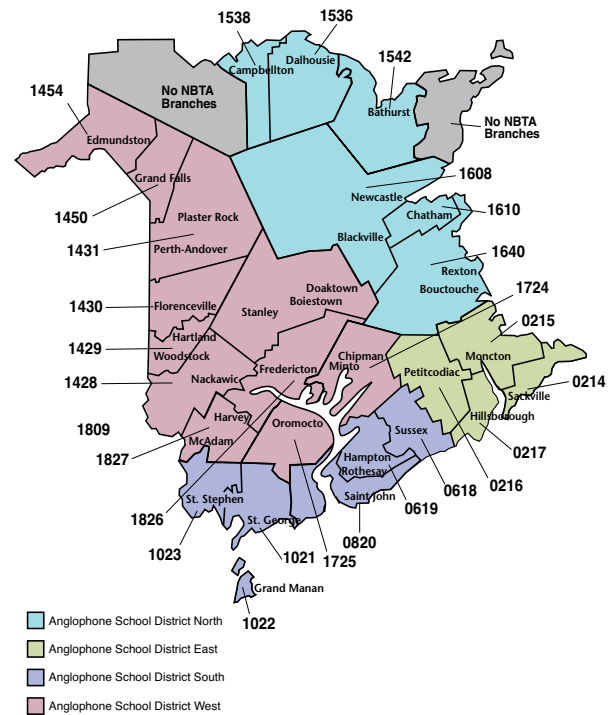 1538
1536
Dalhousie
Campbellton
1542
1454
No NBTA
Branches
Bathurst
No NBTA
Branches
Edmundston
Grand Falls
1608
Newcastle
1450
Plaster Rock
Chatham
1610
1431
Perth-Andover
Blackville
1640
Rexton
Bouctouche
1724
Doaktown
Boiestown
1430
Florenceville
Stanley
0215
Hartland
1429
Woodstock
Chipman
Minto
Moncton
Fredericton
Petitcodiac
1428
Nackawic
0214
Sackville
Hillsborough
1809
Harvey
Oromocto
Sussex
McAdam
0217
1827
Hampton
Rothesay
0618
0216
St. Stephen
Saint John
0619
1826
St. George
0820
1023
1021
1725
Grand Manan
1022
Anglophone School District North
Anglophone School District East
Anglophone School District South
Anglophone School District West